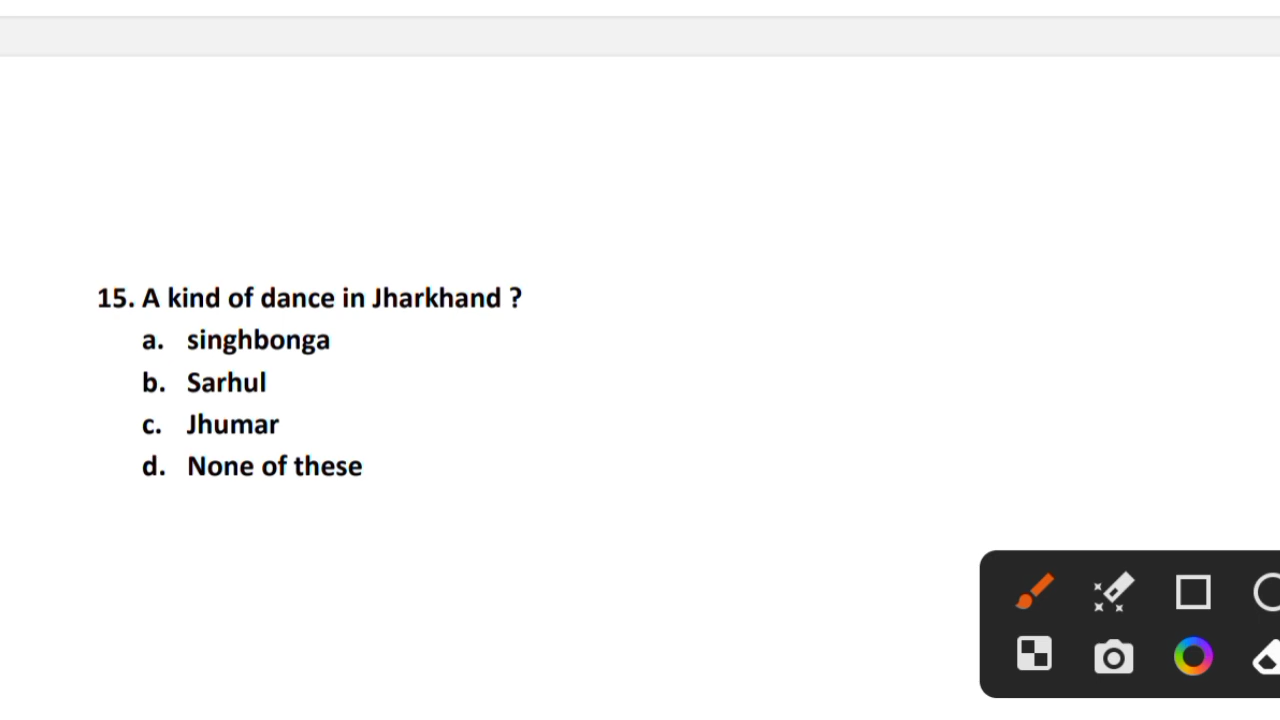 15. A kind of dance in Jharkhand ?
a. singhbonga
b. Sarhul
c. Jhumar
d. None of these